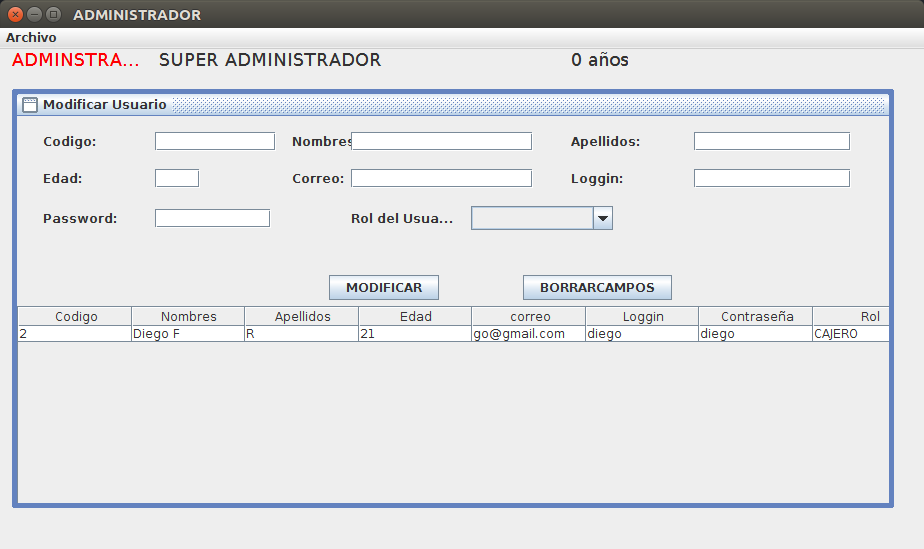 ADMINISTRADOR
Archivo
ADMINSTRA... SUPER ADMINISTRADOR 0 años
Modificar Usuario
Codigo: Nombres Apellidos:
Edad: Correo: Loggin:
Password: Rol del Usua...
MODIFICAR BORRARCAMPOS
Codigo Nombres Apellidos Edad correo Loggin Contraseña Rol
2 Diego F R 21 go@gmail.com diego diego CAJERO